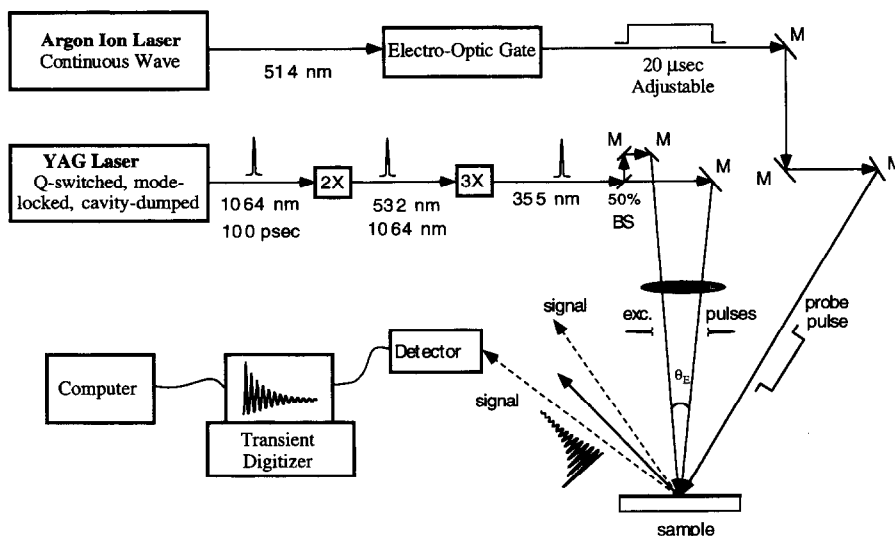 Argon Ion Laser
Continuous Wave
514 nm
Electro-Optic Gate
20 μsec
Adjustable
M
M
M
YAG Laser
Q-switched, mode-
locked, cavity-dumped
1064 nm
100 psec
2X
532 nm
1064 nm
3X
355 nm
M
M
M
50%
BS
exc.
pulses
θE
probe
pulse
signal
signal
Detector
Computer
Transient
Digitizer
sample